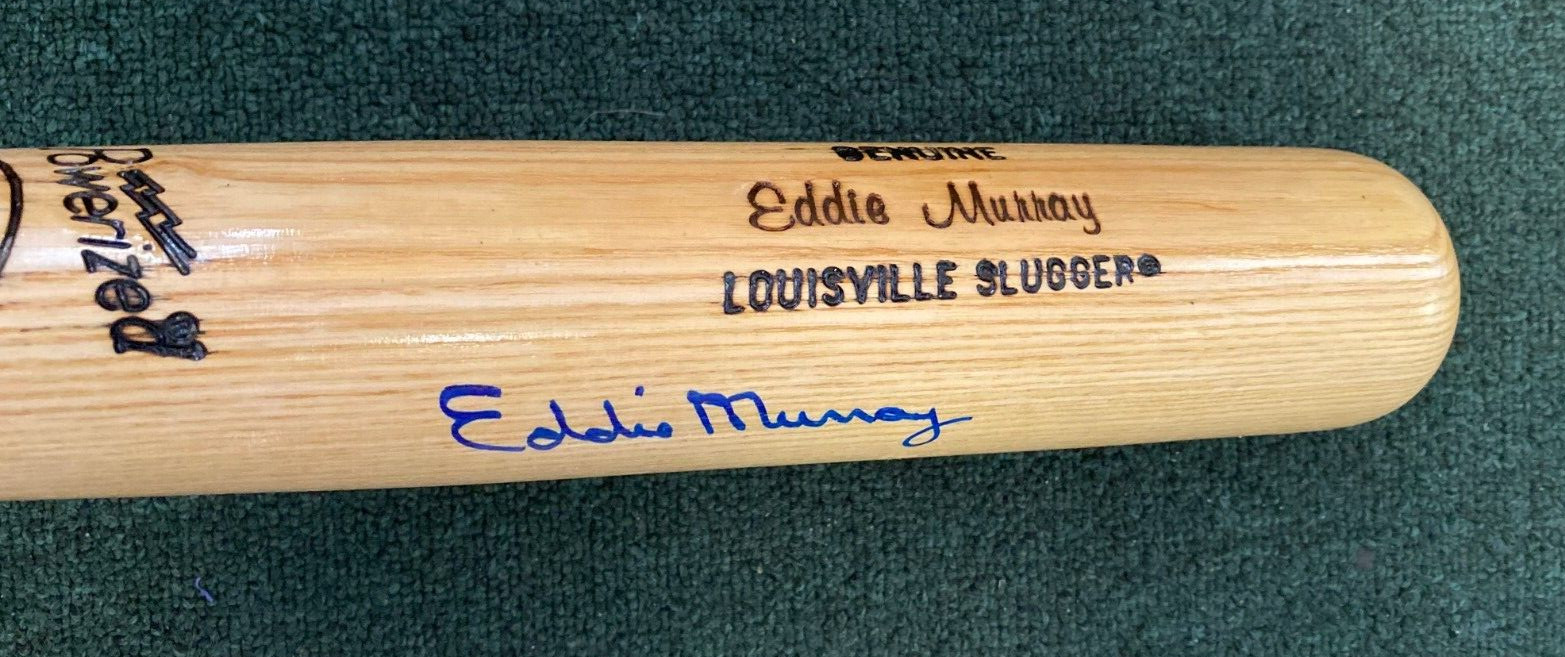 Powerized
GENUINE
Eddie Murray
LOUISVILLE SLUGGER®
Eddie Murray